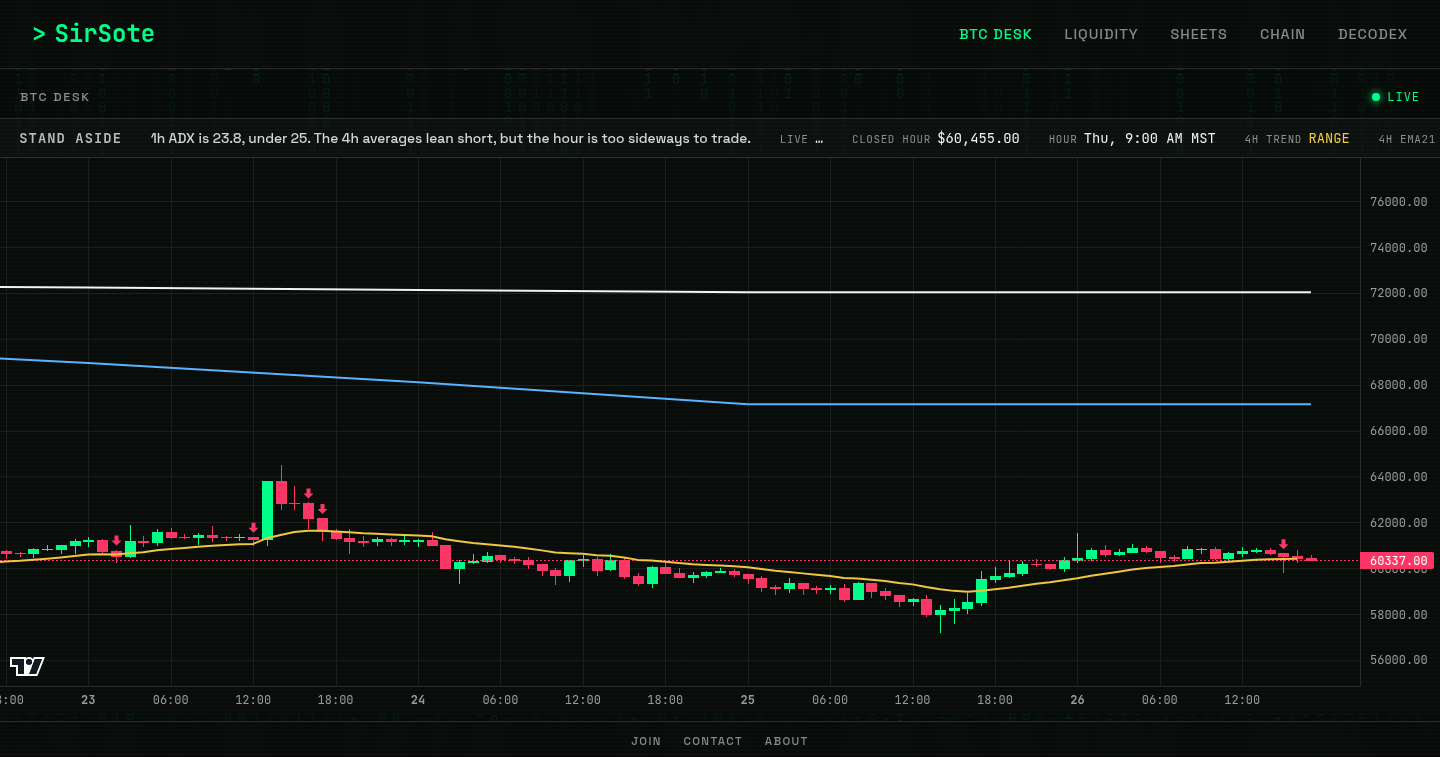 > SirSote
BTC DESK LIQUIDITY SHEETS CHAIN DECODEX
BTC DESK
LIVE
STAND ASIDE 1h ADX is 23.8, under 25. The 4h averages lean short, but the hour is too sideways to trade. LIVE … CLOSED HOUR $60,455.00 HOUR Thu, 9:00 AM MST 4H TREND RANGE 4H EMA21
76000.00
74000.00
72000.00
70000.00
68000.00
66000.00
64000.00
62000.00
60337.00
60000.00
58000.00
56000.00
:00 23 06:00 12:00 18:00 24 06:00 12:00 18:00 25 06:00 12:00 18:00 26 06:00 12:00
JOIN CONTACT ABOUT